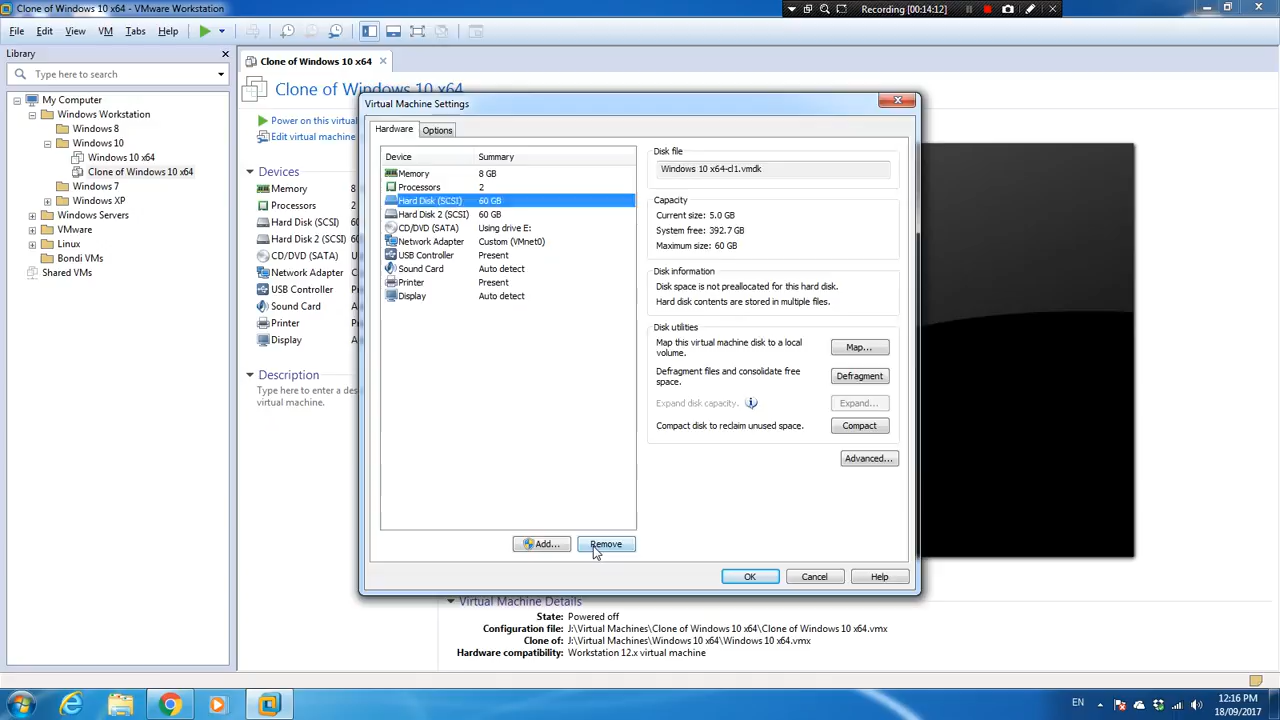 Clone of Windows 10 x64 - VMware Workstation
Recording (00:14:12)
File Edit View VM Tabs Help
Library
Type here to search
My Computer
Windows Workstation
Windows 8
Windows 10
Windows 10 x64
Clone of Windows 10 x64
Windows 7
Windows XP
Windows Servers
VMware
Linux
Bondi VMs
Shared VMs
Clone of Windows 10 x64
Clone of Windows 10 x64
Power on this virtual
Edit virtual machine
Devices
Memory 8
Processors 2
Hard Disk (SCSI) 60
Hard Disk 2 (SCSI) 60
CD/DVD (SATA)
Network Adapter
USB Controller
Sound Card
Printer
Display
Description
Type here to enter a des
virtual machine.
Virtual Machine Settings
Hardware Options
Device Summary
Memory 8 GB
Processors 2
Hard Disk (SCSI) 60 GB
Hard Disk 2 (SCSI) 60 GB
CD/DVD (SATA) Using drive E:
Network Adapter Custom (VMnet0)
USB Controller Present
Sound Card Auto detect
Printer Present
Display Auto detect
Add... Remove
Disk file
Windows 10 x64-cl1.vmdk
Capacity
Current size: 5.0 GB
System free: 392.7 GB
Maximum size: 60 GB
Disk information
Disk space is not preallocated for this hard disk.
Hard disk contents are stored in multiple files.
Disk utilities
Map this virtual machine disk to a local
volume.
Map...
Defragment files and consolidate free
space.
Defragment
Expand disk capacity.
Expand...
Compact disk to reclaim unused space.
Compact
Advanced...
OK Cancel Help
Virtual Machine Details
State: Powered off
Configuration file: J:\Virtual Machines\Clone of Windows 10 x64\Clone of Windows 10 x64.vmx
Clone of: J:\Virtual Machines\Windows 10 x64\Windows 10 x64.vmx
Hardware compatibility: Workstation 12.x virtual machine
EN
12:16 PM
18/09/2017